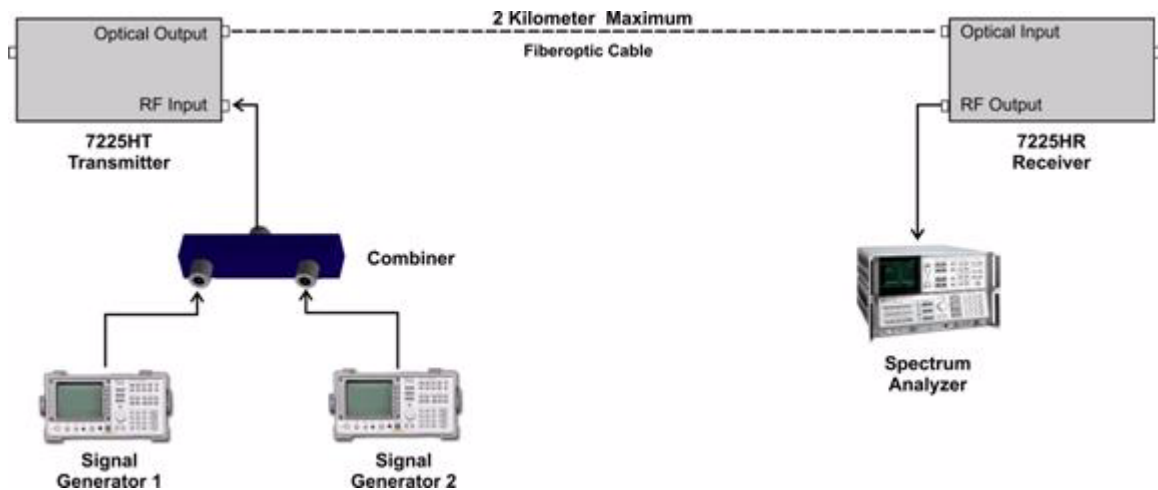 2 Kilometer Maximum
Optical Output
Optical Input
Fiberoptic Cable
RF Input
RF Output
7225HT
Transmitter
7225HR
Receiver
Combiner
Spectrum
Analyzer
Signal
Generator 1
Signal
Generator 2